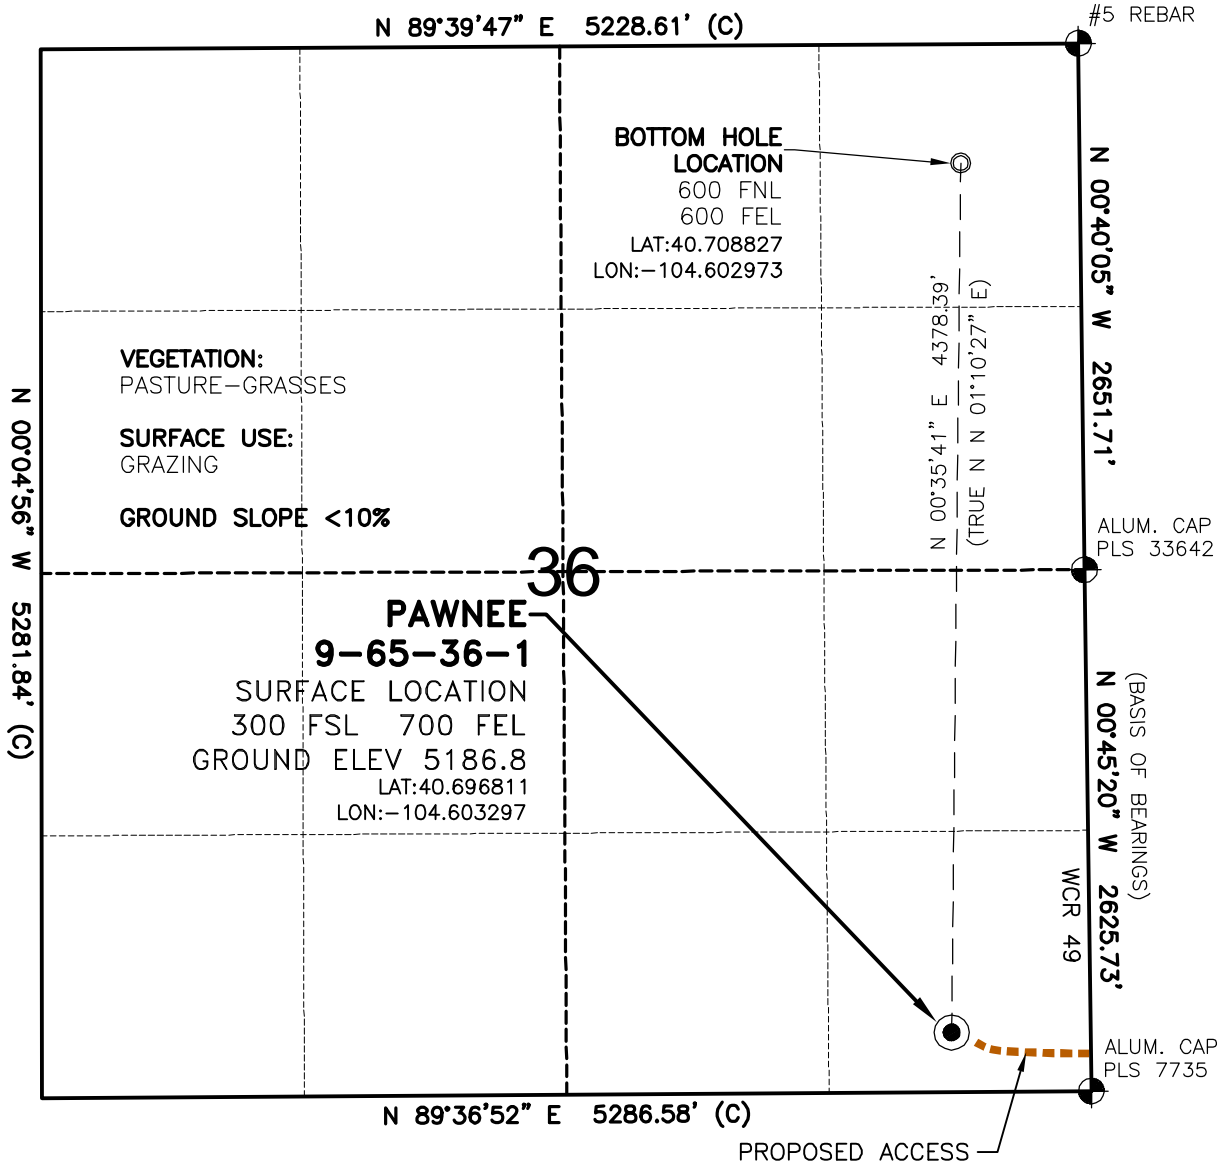 N 89°39'47" E 5228.61' (C)
#5 REBAR
BOTTOM HOLE
LOCATION
600 FNL
600 FEL
LAT:40.708827
LON:-104.602973
N 00°40'05" W 2651.71'
N 00°35'41" E 4378.39'
(TRUE N N 01°10'27" E)
VEGETATION:
PASTURE-GRASSES
SURFACE USE:
GRAZING
GROUND SLOPE <10%
N 00°04'56" W 5281.84' (C)
ALUM. CAP
PLS 33642
36
PAWNEE
9-65-36-1
SURFACE LOCATION
300 FSL 700 FEL
GROUND ELEV 5186.8
LAT:40.696811
LON:-104.603297
(BASIS OF BEARINGS)
N 00°45'20" W 2625.73'
WCR 49
ALUM. CAP
PLS 7735
N 89°36'52" E 5286.58' (C)
PROPOSED ACCESS